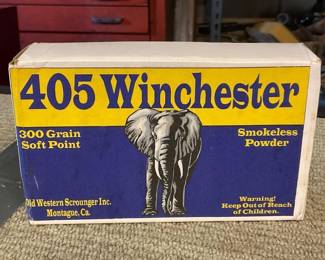 405 Winchester
300 Grain
Soft Point
Smokeless
Powder
Old Western Scrounger Inc.
Montague, Ca.
Warning!
Keep Out of Reach
of Children.